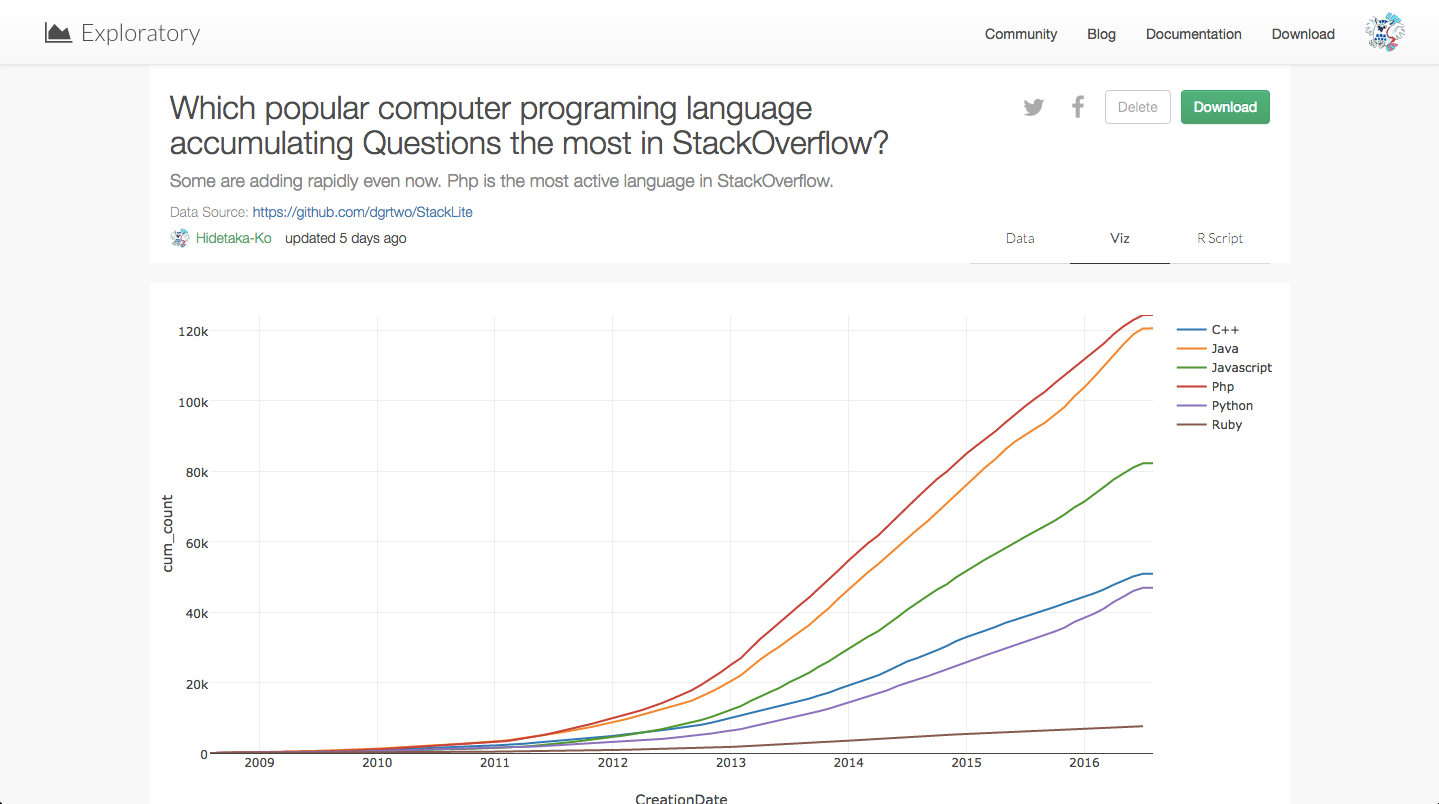 Exploratory
Community Blog Documentation Download
Which popular computer programing language
accumulating Questions the most in StackOverflow?
Delete Download
Some are adding rapidly even now. Php is the most active language in StackOverflow.
Data Source: https://github.com/dgrtwo/StackLite
Hidetaka-Ko updated 5 days ago
Data Viz R Script
120k
100k
80k
60k
40k
20k
0
cum_count
2009 2010 2011 2012 2013 2014 2015 2016
CreationDate
C++
Java
Javascript
Php
Python
Ruby